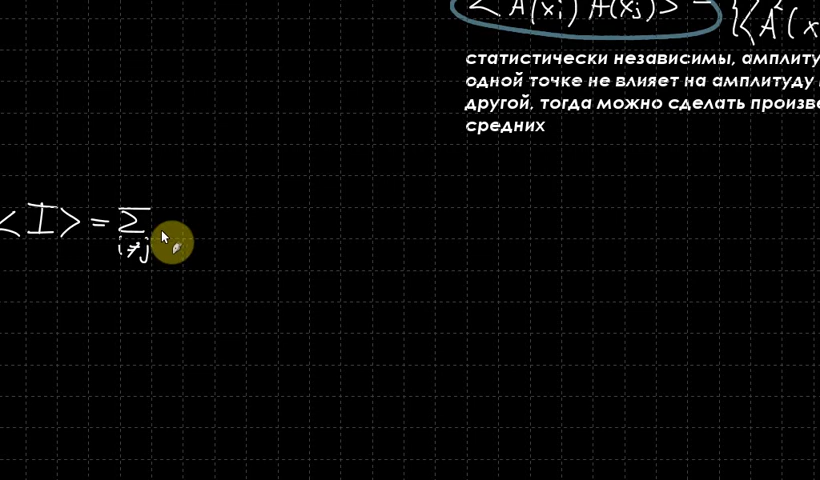 < A(xᵢ) A(xⱼ) > = {< A²(x
статистически независимы, амплиту
одной точке не влияет на амплитуду
другой, тогда можно сделать произве
средних
< I > = Σ
i≠j